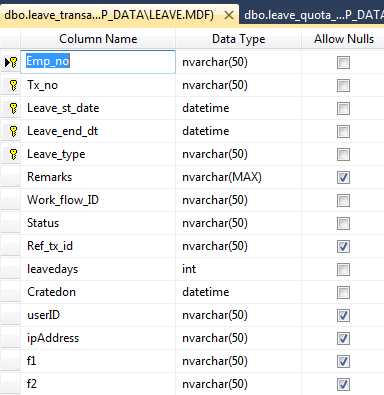 dbo.leave_transa...P_DATA\LEAVE.MDF) dbo.leave_quota_...P_DATA
Column Name Data Type Allow Nulls
Emp_no nvarchar(50)
Tx_no nvarchar(50)
Leave_st_date datetime
Leave_end_dt datetime
Leave_type nvarchar(50)
Remarks nvarchar(MAX)
Work_flow_ID nvarchar(50)
Status nvarchar(50)
Ref_tx_id nvarchar(50)
leavedays int
Cratedon datetime
userID nvarchar(50)
ipAddress nvarchar(50)
f1 nvarchar(50)
f2 nvarchar(50)